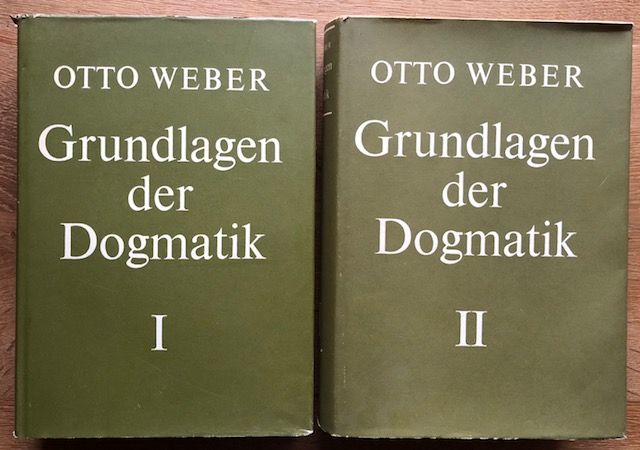 OTTO WEBER
Grundlagen
der
Dogmatik
I
OTTO WEBER
Grundlagen
der
Dogmatik
II